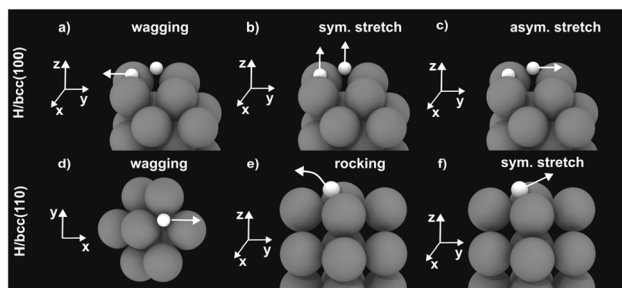 a) wagging
b) sym. stretch
c) asym. stretch
H/bcc(100)
z
x
y
z
x
y
z
x
y
d) wagging
e) rocking
f) sym. stretch
H/bcc(110)
y
x
z
x
y
z
x
y